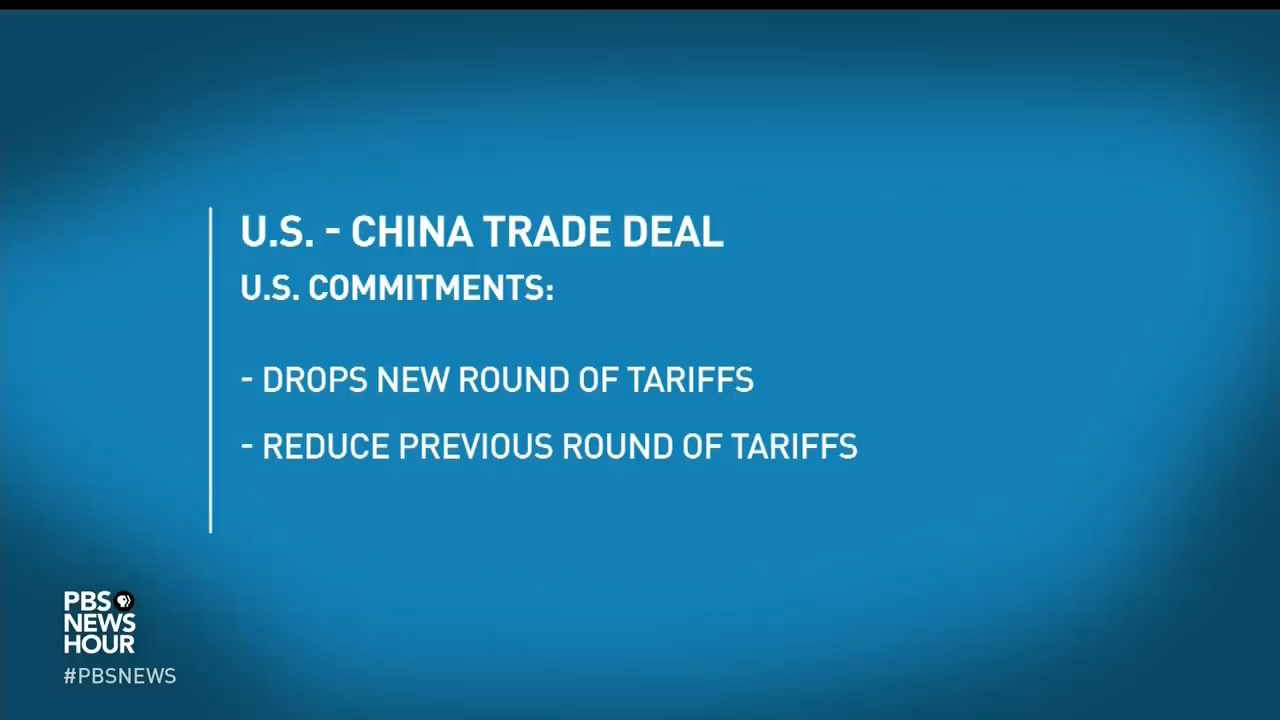 U.S. - CHINA TRADE DEAL
U.S. COMMITMENTS:
- DROPS NEW ROUND OF TARIFFS
- REDUCE PREVIOUS ROUND OF TARIFFS
PBS
NEWS
HOUR
#PBSNEWS